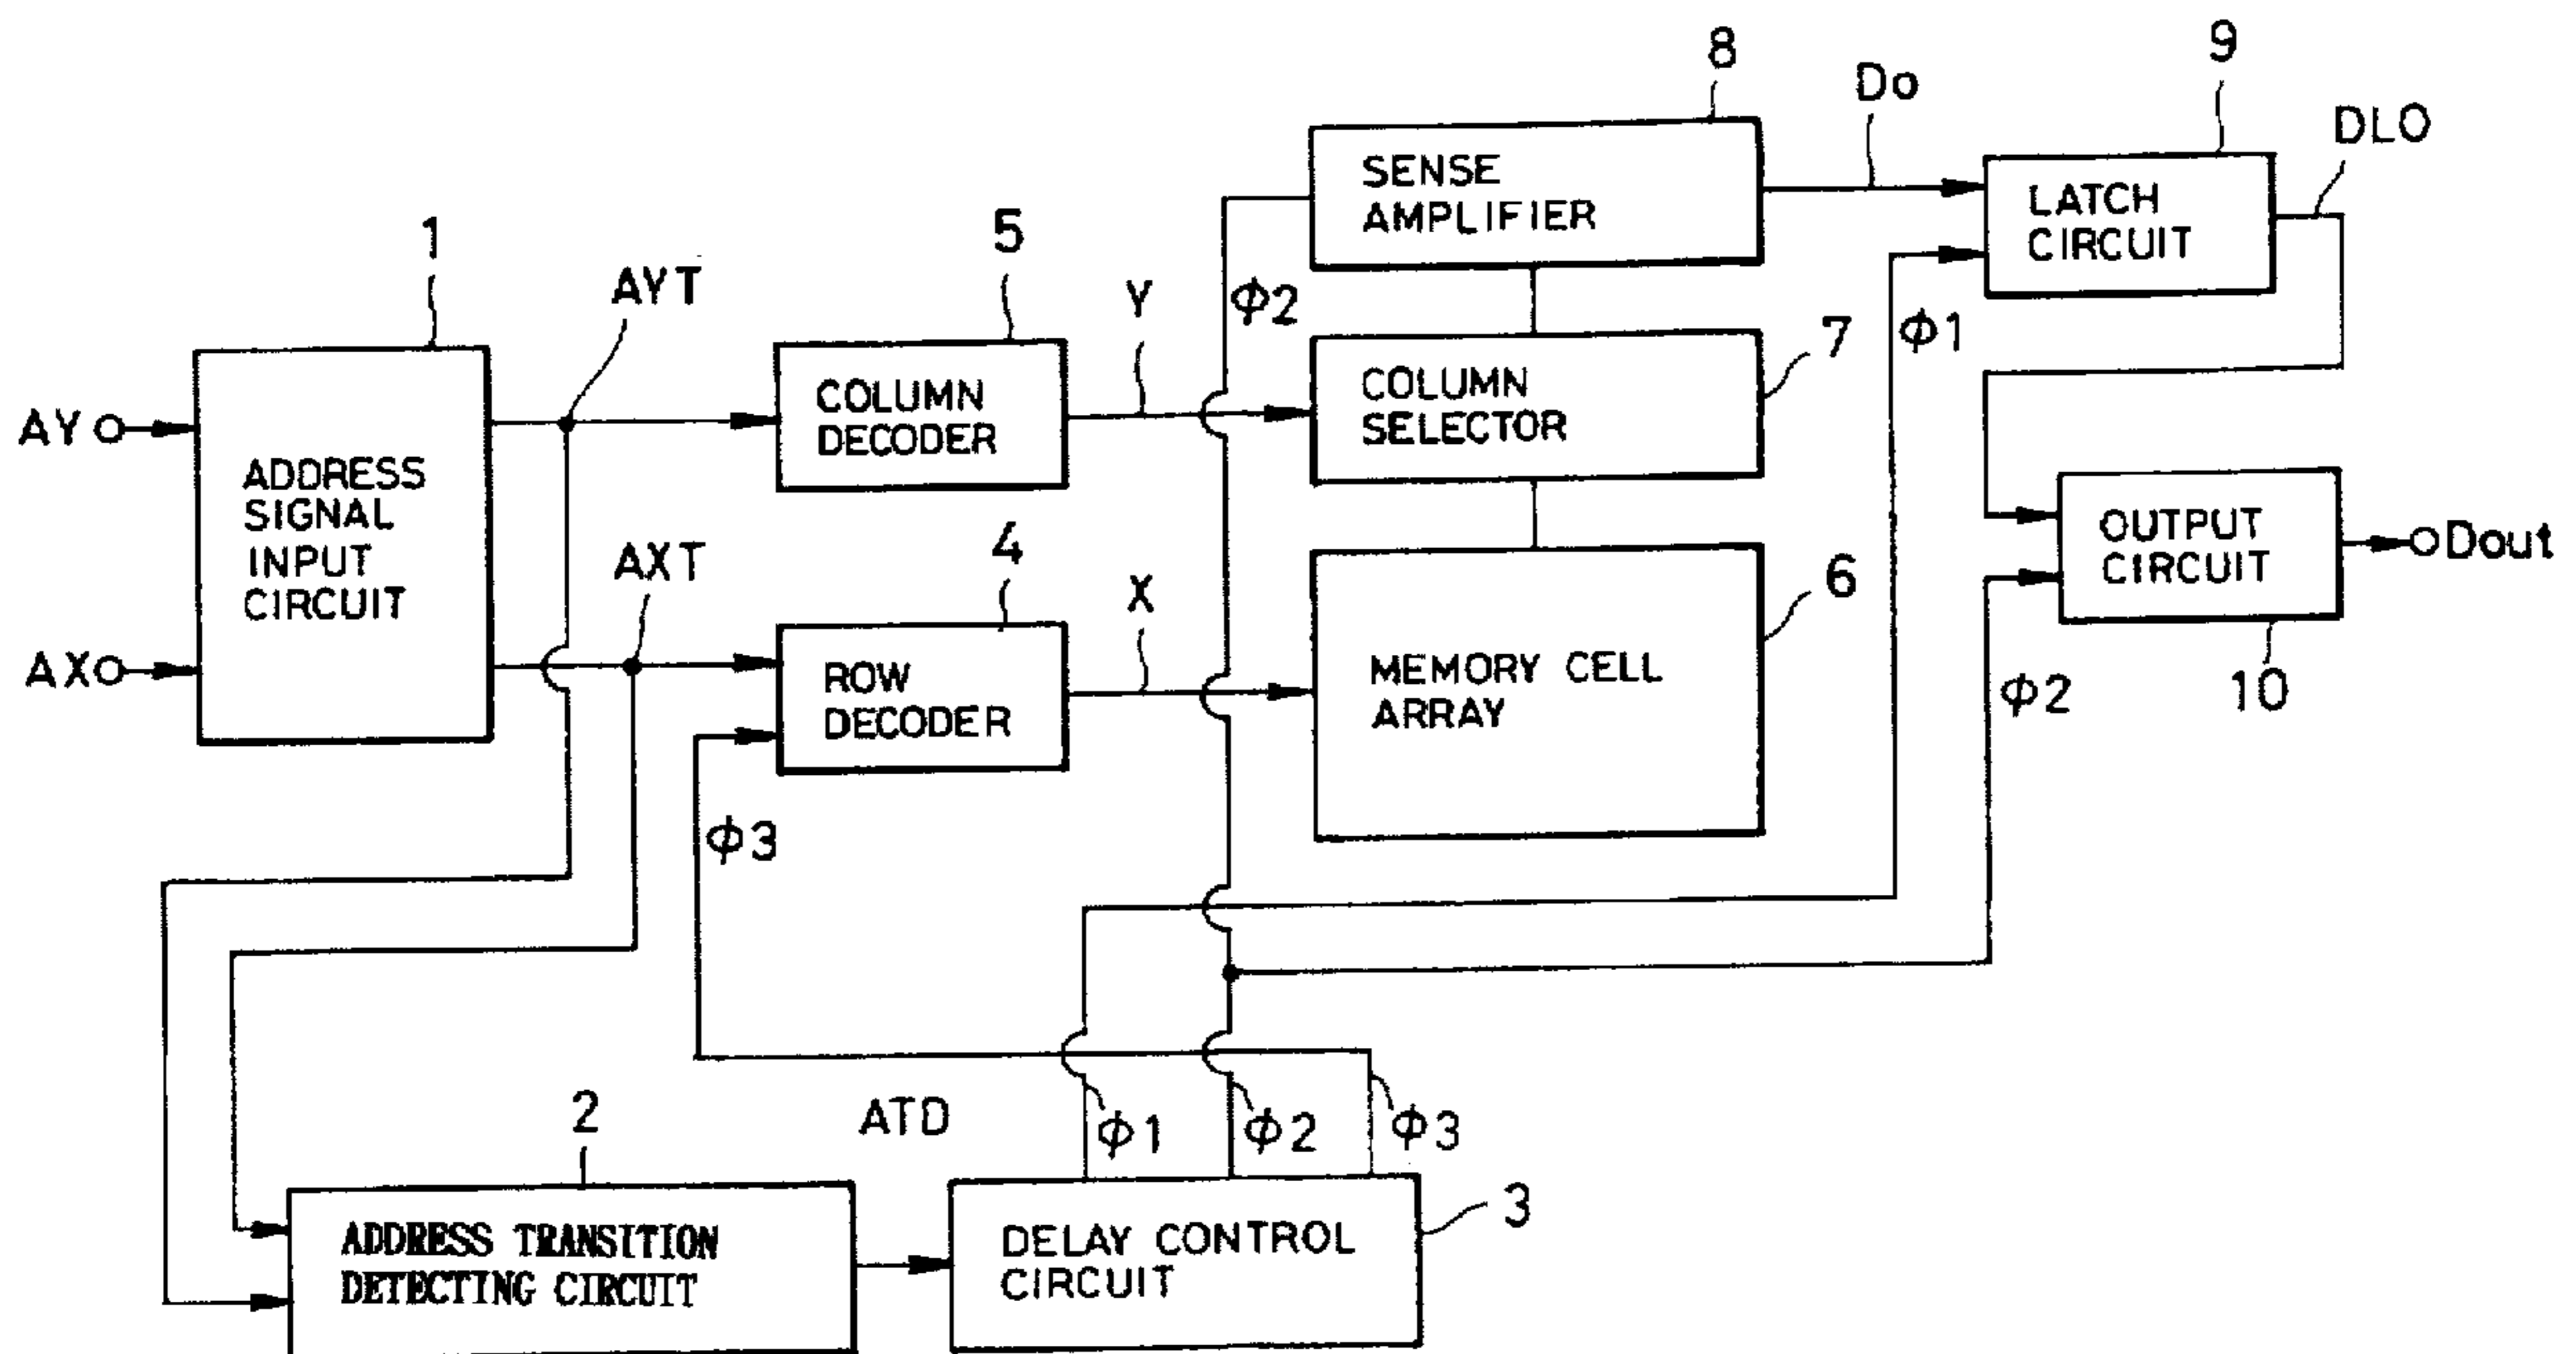 8
9
Do
DLO
SENSE
AMPLIFIER
LATCH
CIRCUIT
1
AYT
5
Y
ϕ2
ϕ1
7
AY
ADDRESS
SIGNAL
INPUT
CIRCUIT
COLUMN
DECODER
COLUMN
SELECTOR
AX
AXT
4
X
6
OUTPUT
CIRCUIT
Dout
ROW
DECODER
MEMORY CELL
ARRAY
ϕ2
10
ϕ3
2
ATD
ϕ1
ϕ2
ϕ3
3
ADDRESS TRANSITION
DETECTING CIRCUIT
DELAY CONTROL
CIRCUIT